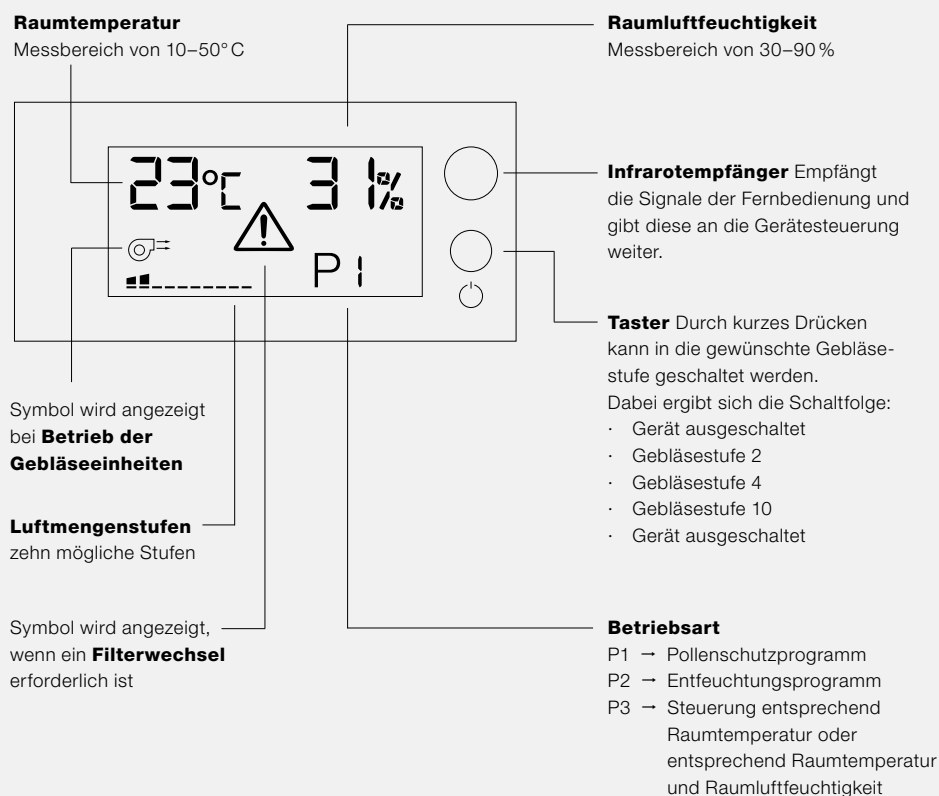 Raumtemperatur
Messbereich von 10–50° C
Raumluftfeuchtigkeit
Messbereich von 30–90 %
23°C 31%
P1
Infrarotempfänger Empfängt
die Signale der Fernbedienung und
gibt diese an die Gerätesteuerung
weiter.
Taster Durch kurzes Drücken
kann in die gewünschte Gebläse-
stufe geschaltet werden.
Dabei ergibt sich die Schaltfolge:
· Gerät ausgeschaltet
· Gebläsestufe 2
· Gebläsestufe 4
· Gebläsestufe 10
· Gerät ausgeschaltet
Symbol wird angezeigt
bei Betrieb der
Gebläseeinheiten
Luftmengenstufen
zehn mögliche Stufen
Symbol wird angezeigt,
wenn ein Filterwechsel
erforderlich ist
Betriebsart
P1 → Pollenschutzprogramm
P2 → Entfeuchtungsprogramm
P3 → Steuerung entsprechend
Raumtemperatur oder
entsprechend Raumtemperatur
und Raumluftfeuchtigkeit